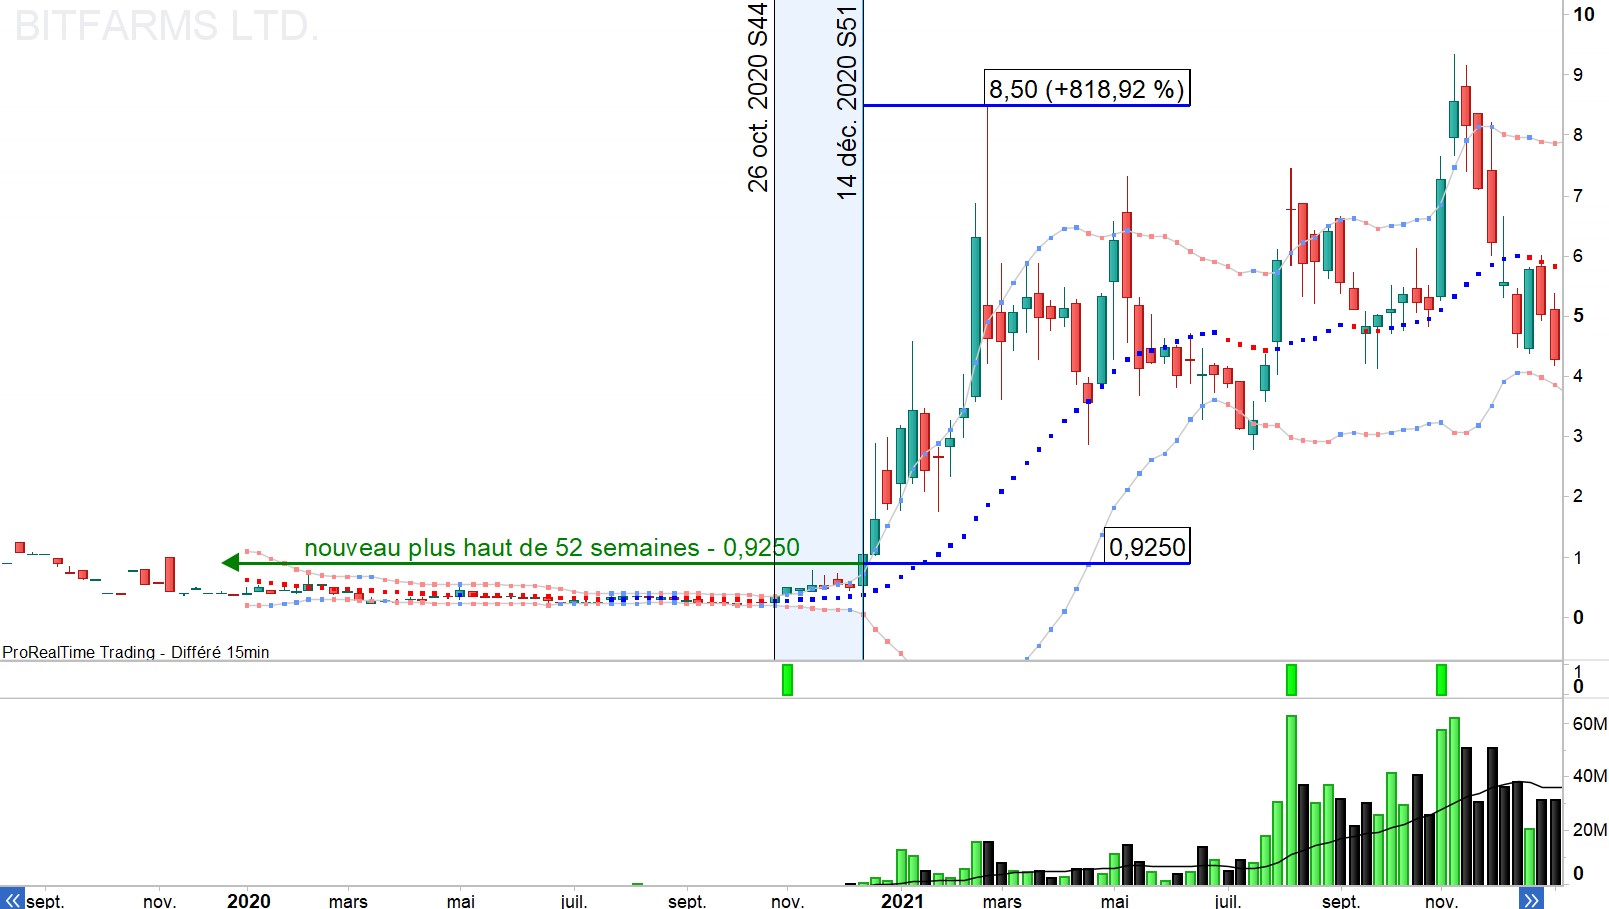 BITFARMS LTD.
26 oct. 2020 S44
14 déc. 2020 S51
8,50 (+818,92 %)
nouveau plus haut de 52 semaines - 0,9250
0,9250
10
9
8
7
6
5
4
3
2
1
0
ProRealTime Trading - Différé 15min
1
0
60M
40M
20M
0
sept. nov. 2020 mars mai juil. sept. nov. 2021 mars mai juil. sept. nov.